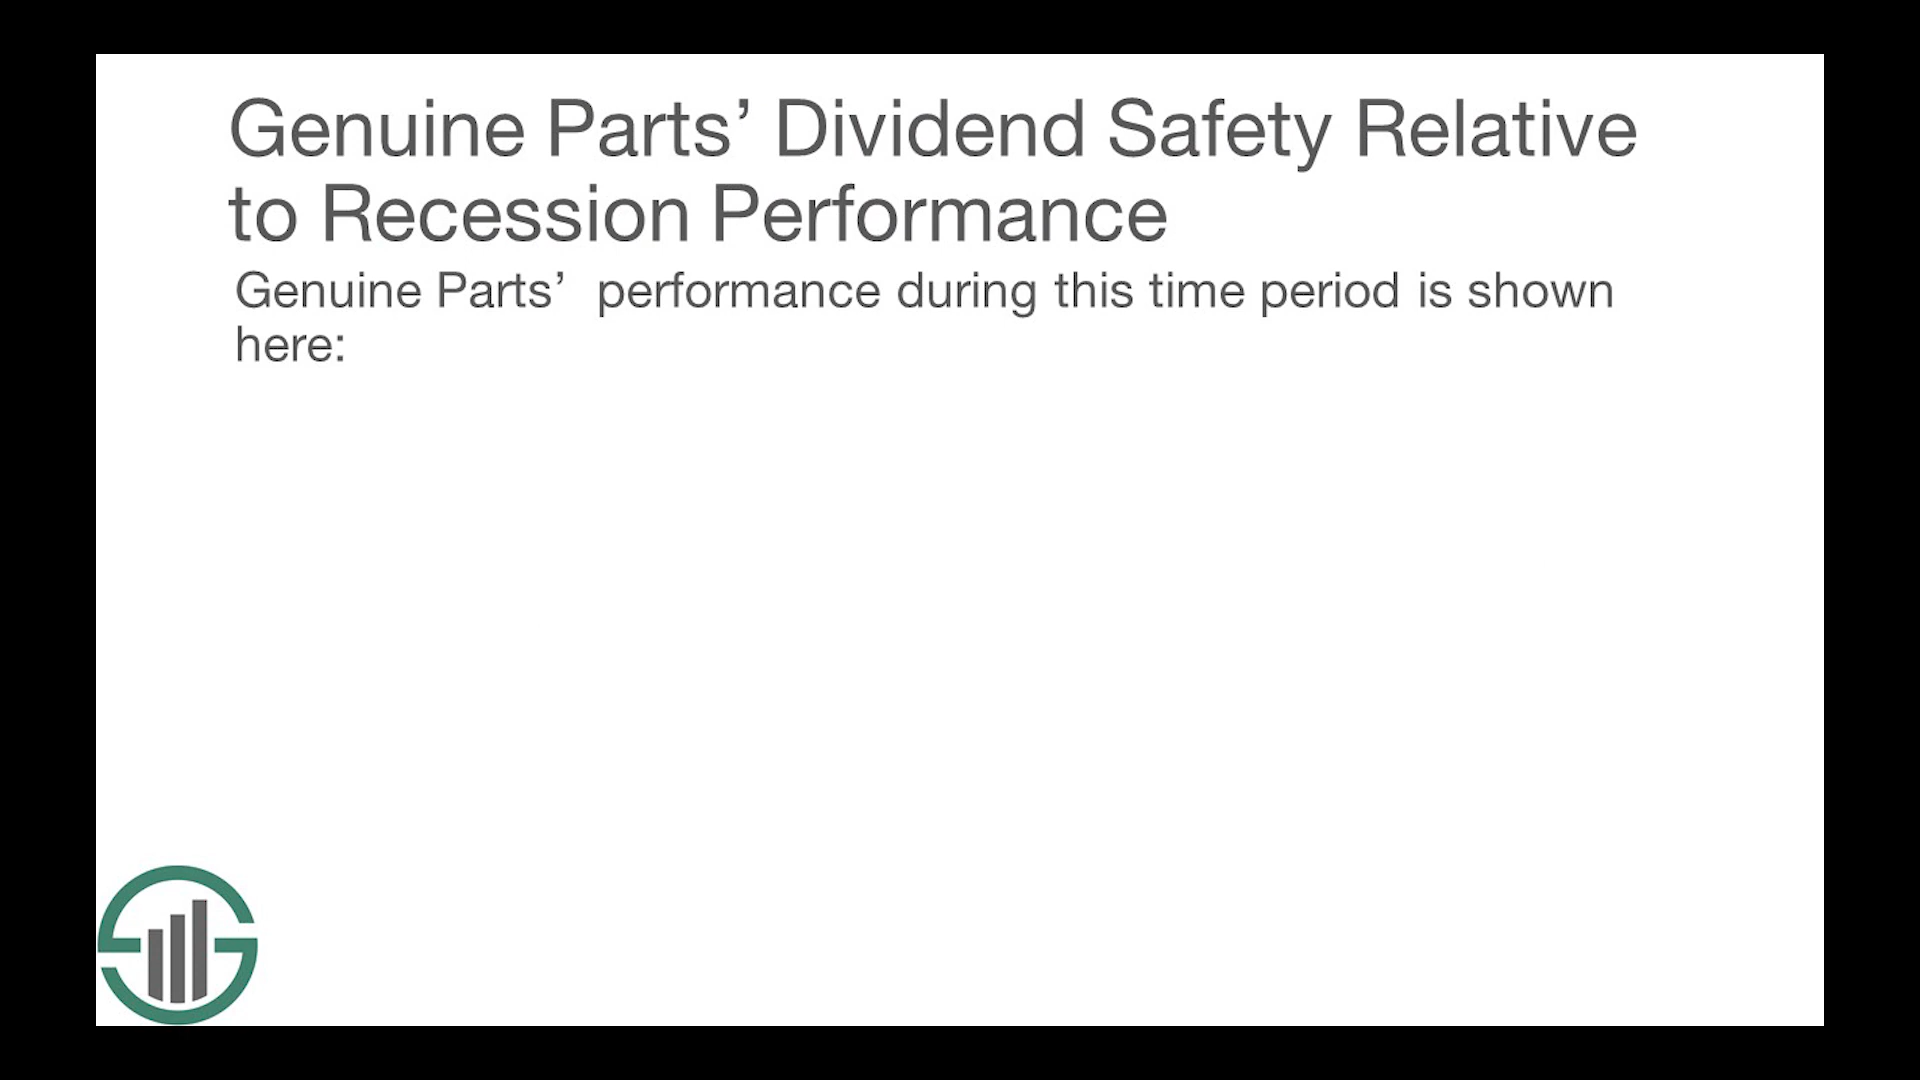 Genuine Parts’ Dividend Safety Relative
to Recession Performance
Genuine Parts’  performance during this time period is shown
here: